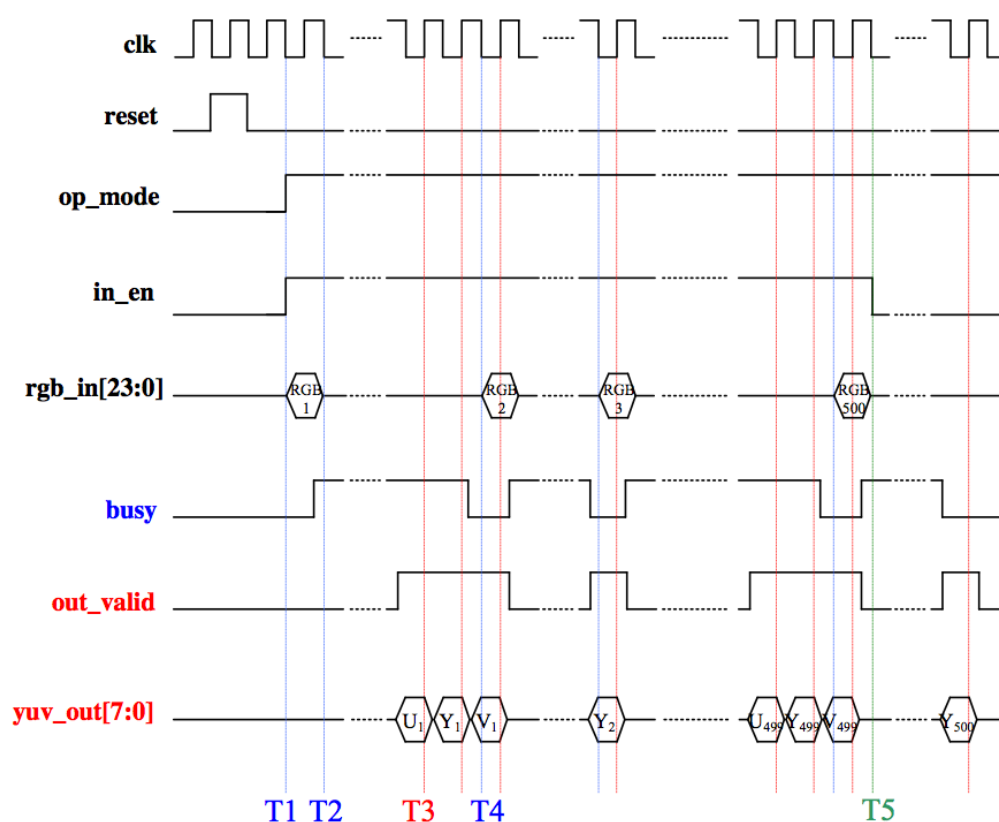 clk
reset
op_mode
in_en
rgb_in[23:0]
RGB
1
RGB
2
RGB
3
RGB
500
busy
out_valid
yuv_out[7:0]
U1 Y1 V1 Y2 U499 Y499 V499 Y500
T1 T2 T3 T4 T5